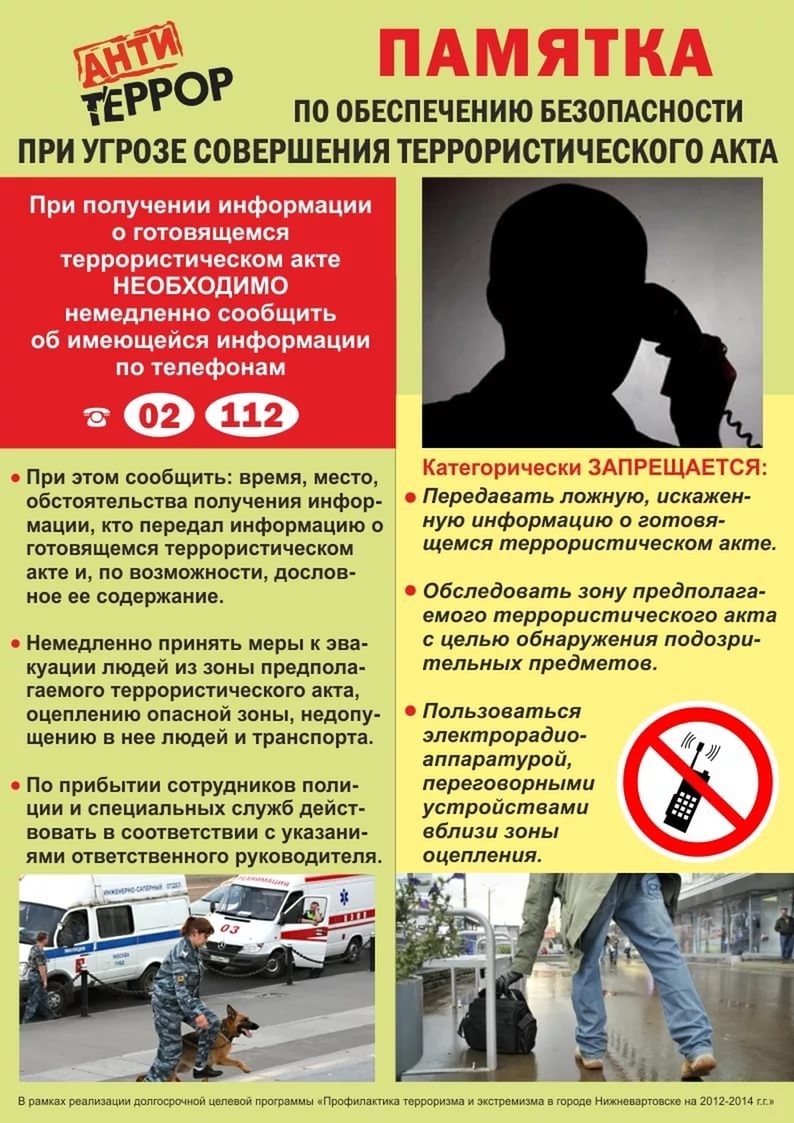 АНТИ
ТЕРРОР
ПАМЯТКА
ПО ОБЕСПЕЧЕНИЮ БЕЗОПАСНОСТИ
ПРИ УГРОЗЕ СОВЕРШЕНИЯ ТЕРРОРИСТИЧЕСКОГО АКТА
При получении информации
о готовящемся
террористическом акте
НЕОБХОДИМО
немедленно сообщить
об имеющейся информации
по телефонам
02 112
• При этом сообщить: время, место,
обстоятельства получения инфор-
мации, кто передал информацию о
готовящемся террористическом
акте и, по возможности, дослов-
ное ее содержание.
• Немедленно принять меры к эва-
куации людей из зоны предпола-
гаемого террористического акта,
оцеплению опасной зоны, недопу-
щению в нее людей и транспорта.
• По прибытии сотрудников поли-
ции и специальных служб дейст-
вовать в соответствии с указани-
ями ответственного руководителя.
Категорически ЗАПРЕЩАЕТСЯ:
• Передавать ложную, искажен-
ную информацию о готовя-
щемся террористическом акте.
• Обследовать зону предполага-
емого террористического акта
с целью обнаружения подозри-
тельных предметов.
• Пользоваться
электрорадио-
аппаратурой,
переговорными
устройствами
вблизи зоны
оцепления.
ИНЖЕНЕРНО-САПЕРНЫЙ ОТДЕЛ
МИЛИЦИЯ
МОСКВА
ГУВД
РЕАНИМАЦИЯ
03
В рамках реализации долгосрочной целевой программы «Профилактика терроризма и экстремизма в городе Нижневартовске на 2012-2014 г.г.»